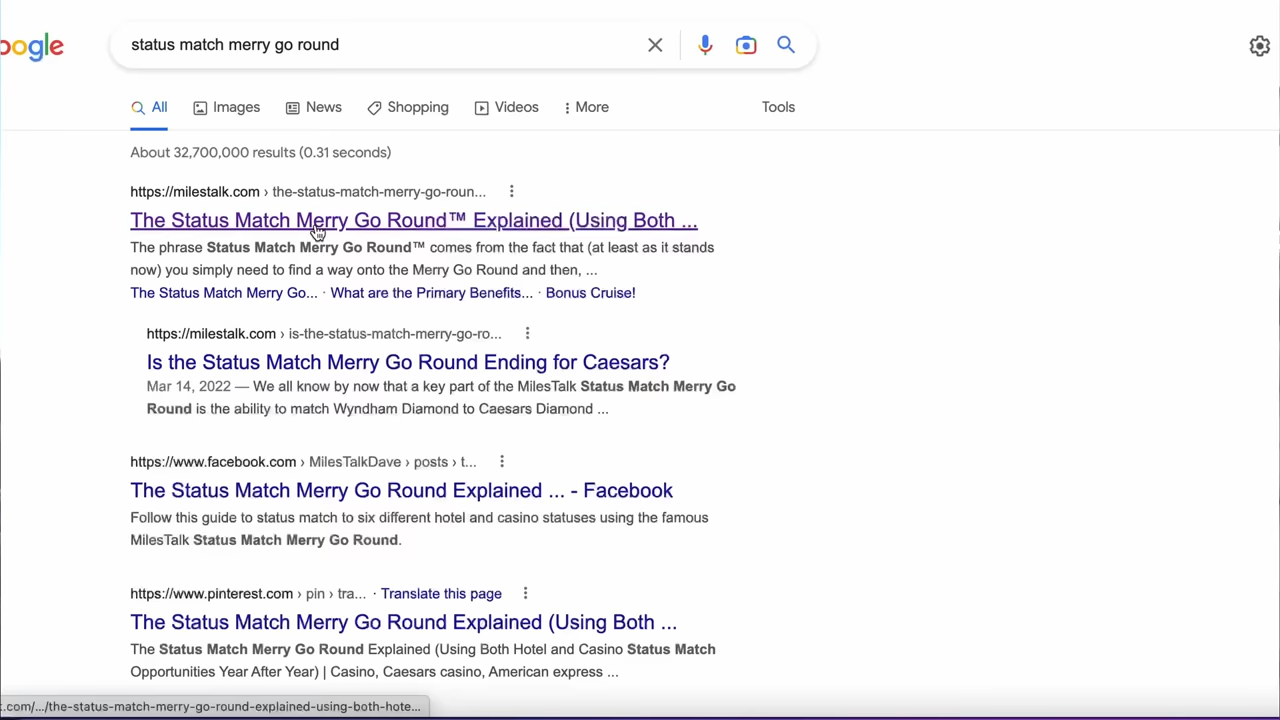 oogle
status match merry go round
All Images News Shopping Videos More Tools
About 32,700,000 results (0.31 seconds)
https://milestalk.com › the-status-match-merry-go-roun...
The Status Match Merry Go Round™ Explained (Using Both ...
The phrase Status Match Merry Go Round™ comes from the fact that (at least as it stands
now) you simply need to find a way onto the Merry Go Round and then, ...
The Status Match Merry Go... · What are the Primary Benefits... · Bonus Cruise!
https://milestalk.com › is-the-status-match-merry-go-ro...
Is the Status Match Merry Go Round Ending for Caesars?
Mar 14, 2022 — We all know by now that a key part of the MilesTalk Status Match Merry Go
Round is the ability to match Wyndham Diamond to Caesars Diamond ...
https://www.facebook.com › MilesTalkDave › posts › t...
The Status Match Merry Go Round Explained ... - Facebook
Follow this guide to status match to six different hotel and casino statuses using the famous
MilesTalk Status Match Merry Go Round.
https://www.pinterest.com › pin › tra... · Translate this page
The Status Match Merry Go Round Explained (Using Both ...
The Status Match Merry Go Round Explained (Using Both Hotel and Casino Status Match
Opportunities Year After Year) | Casino, Caesars casino, American express ...
.com/.../the-status-match-merry-go-round-explained-using-both-hote...